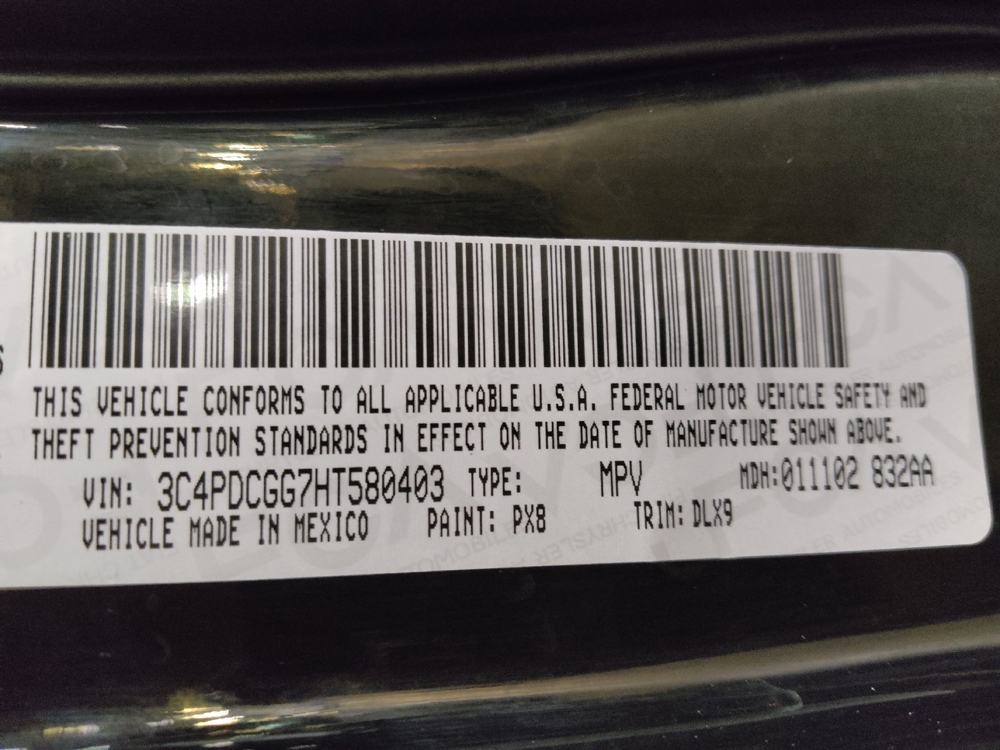 THIS VEHICLE CONFORMS TO ALL APPLICABLE U.S.A. FEDERAL MOTOR VEHICLE SAFETY AND
THEFT PREVENTION STANDARDS IN EFFECT ON THE DATE OF MANUFACTURE SHOWN ABOVE.
VIN: 3C4PDCGG7HT580403 TYPE: MPV MDH:011102 832AA
VEHICLE MADE IN MEXICO PAINT: PX8 TRIM: DLX9